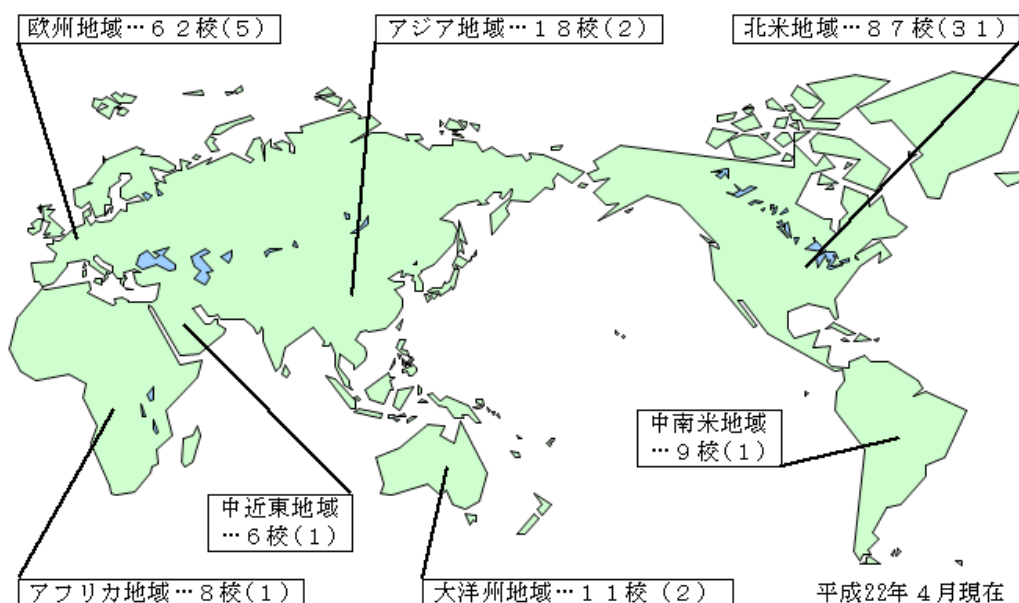 欧州地域…６２校(５)
アジア地域…１８校(２)
北米地域…８７校(３１)
中南米地域
…９校(１)
中近東地域
…６校(１)
アフリカ地域…８校(１)
大洋州地域…１１校（２）
平成22年４月現在